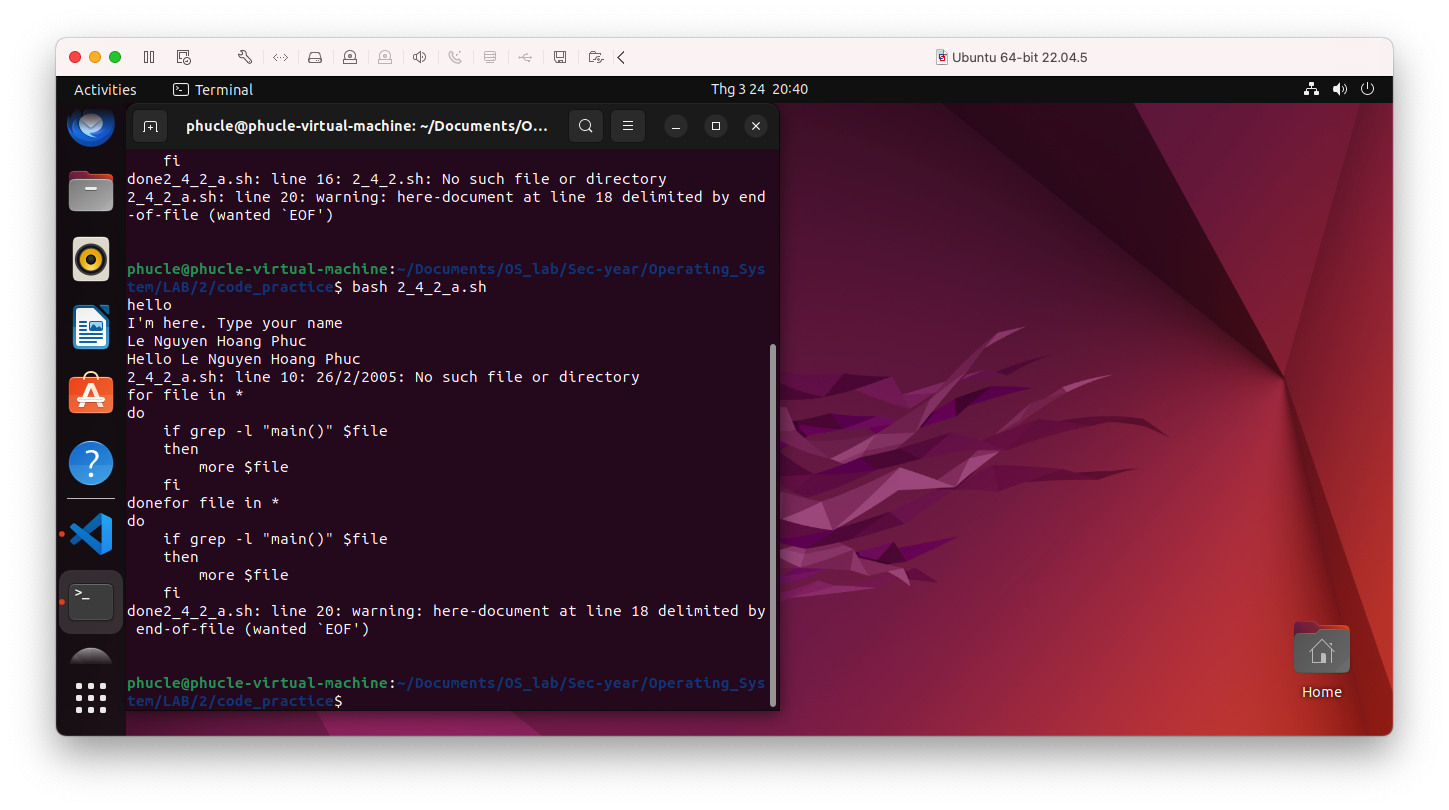 Ubuntu 64-bit 22.04.5
Activities
Terminal
Thg 3 24 20:40
phucle@phucle-virtual-machine: ~/Documents/O...
    fi
done2_4_2_a.sh: line 16: 2_4_2.sh: No such file or directory
2_4_2_a.sh: line 20: warning: here-document at line 18 delimited by end
-of-file (wanted `EOF')
phucle@phucle-virtual-machine:~/Documents/OS_lab/Sec-year/Operating_Sys
tem/LAB/2/code_practice$ bash 2_4_2_a.sh
hello
I'm here. Type your name
Le Nguyen Hoang Phuc
Hello Le Nguyen Hoang Phuc
2_4_2_a.sh: line 10: 26/2/2005: No such file or directory
for file in *
do
    if grep -l "main()" $file
    then
        more $file
    fi
donefor file in *
do
    if grep -l "main()" $file
    then
        more $file
    fi
done2_4_2_a.sh: line 20: warning: here-document at line 18 delimited by
 end-of-file (wanted `EOF')
phucle@phucle-virtual-machine:~/Documents/OS_lab/Sec-year/Operating_Sys
tem/LAB/2/code_practice$
Home